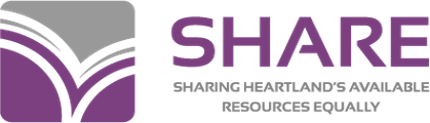 SHARE
SHARING HEARTLAND'S AVAILABLE
RESOURCES EQUALLY